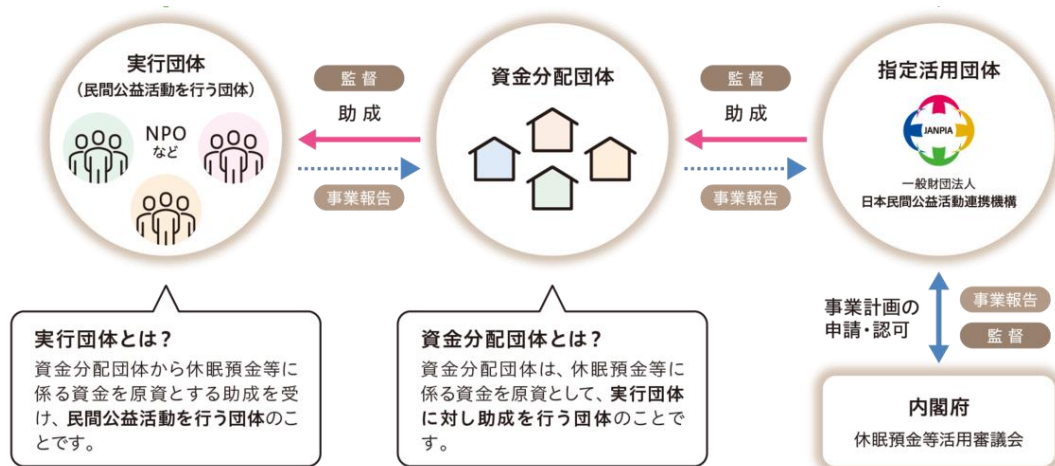 実行団体
(民間公益活動を行う団体)
NPO
など
監督
助成
事業報告
資金分配団体
監督
助成
事業報告
指定活用団体
JANPIA
一般財団法人
日本民間公益活動連携機構
実行団体とは？
資金分配団体から休眠預金等に
係る資金を原資とする助成を受
け、民間公益活動を行う団体のこ
とです。
資金分配団体とは？
資金分配団体は、休眠預金等に
係る資金を原資として、実行団体
に対し助成を行う団体のことで
す。
事業計画の
申請・認可
事業報告
監督
内閣府
休眠預金等活用審議会